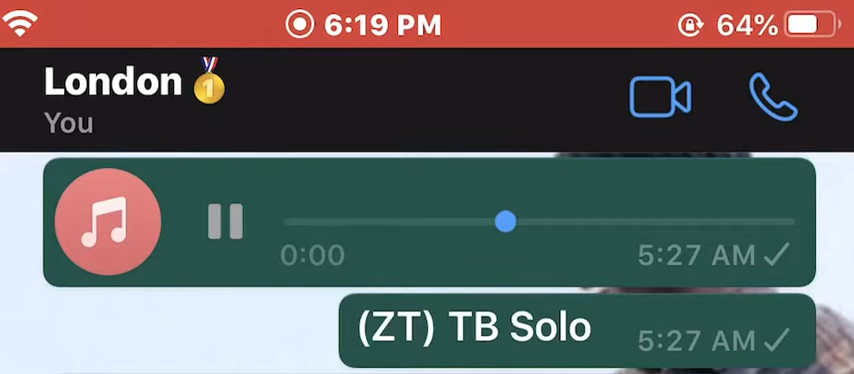 6:19 PM 64%
London 🥇
You
0:00 5:27 AM
(ZT) TB Solo 5:27 AM